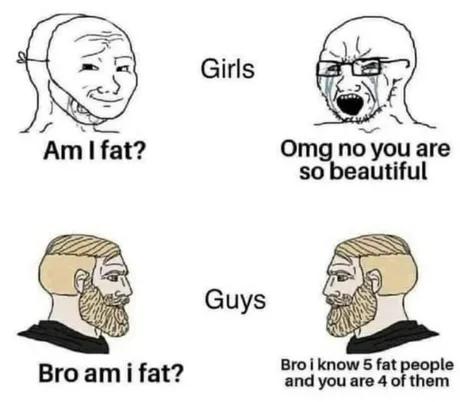 Girls
Am I fat?
Omg no you are
so beautiful
Guys
Bro am i fat?
Bro i know 5 fat people
and you are 4 of them